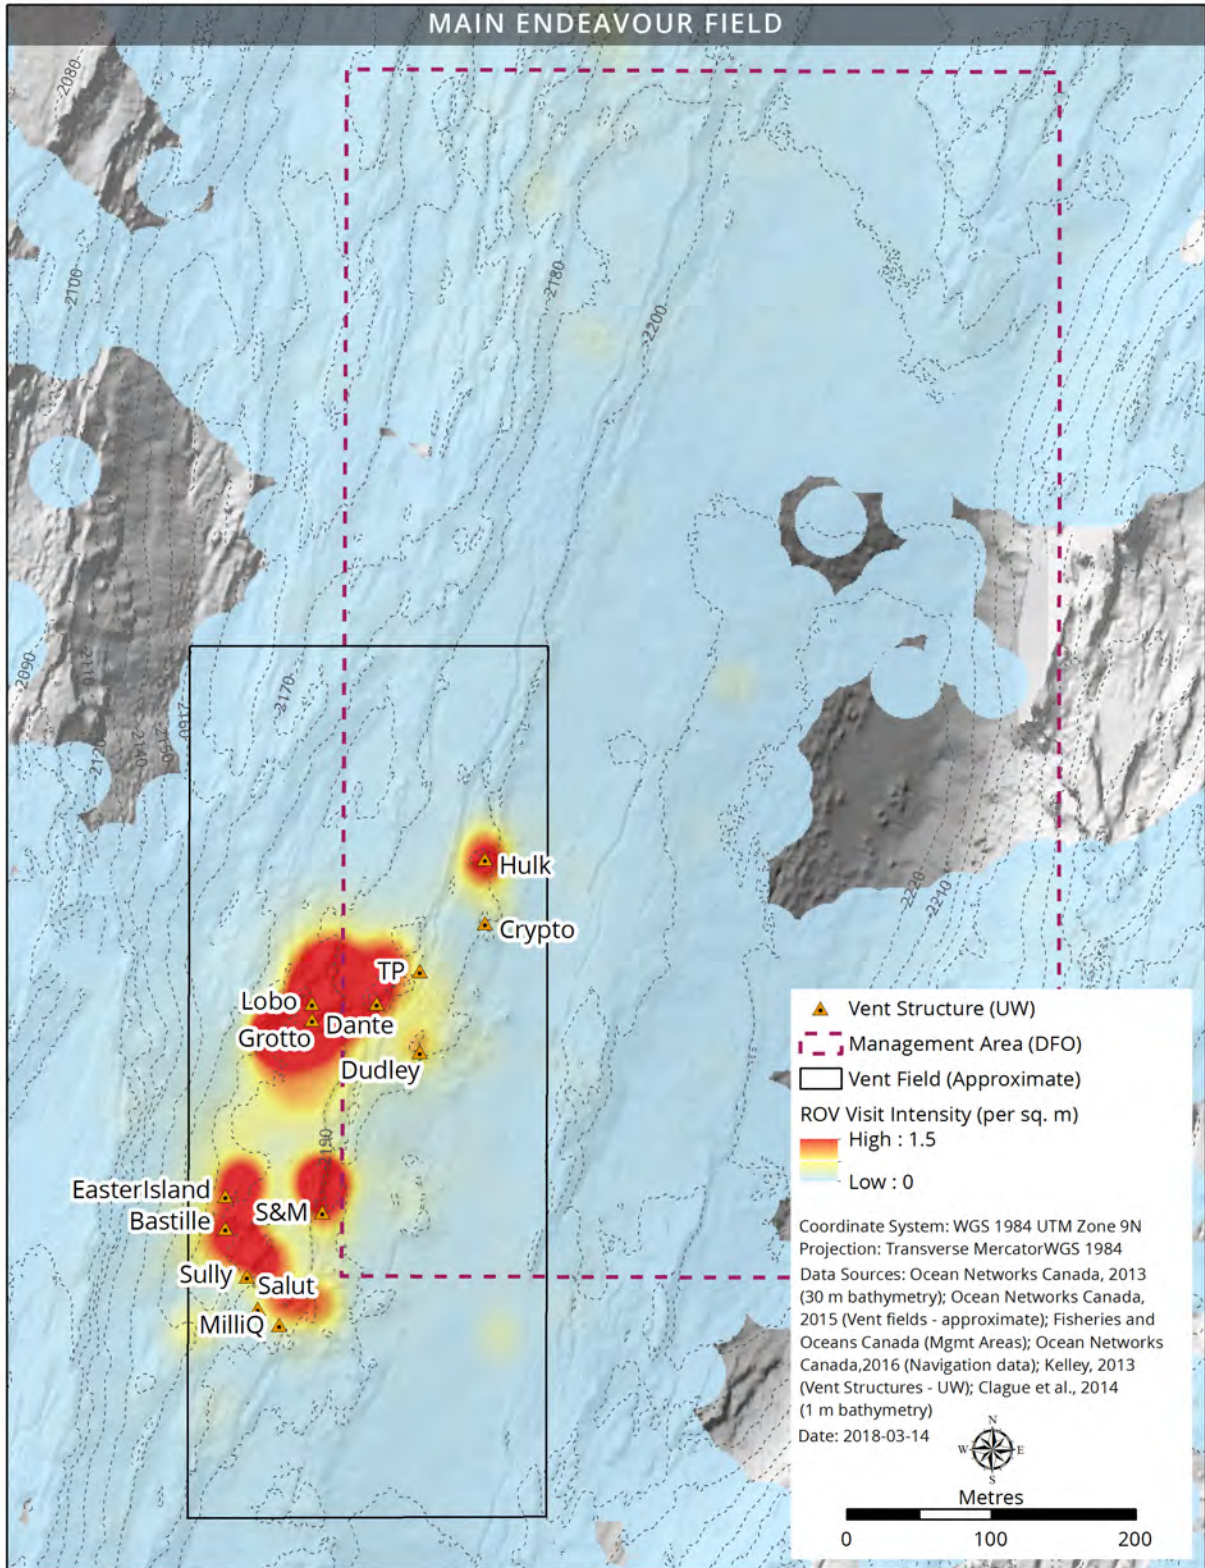 MAIN ENDEAVOUR FIELD
2080
2100
2180
2200
2090
2170
2160
2140
Hulk
Crypto
TP
Lobo
Dante
Grotto
Dudley
2220
2210
2190
EasterIsland
Bastille
S&M
Sully
Salut
MilliQ
Vent Structure (UW)
Management Area (DFO)
Vent Field (Approximate)
ROV Visit Intensity (per sq. m)
High : 1.5
Low : 0
Coordinate System: WGS 1984 UTM Zone 9N
Projection: Transverse MercatorWGS 1984
Data Sources: Ocean Networks Canada, 2013
(30 m bathymetry); Ocean Networks Canada,
2015 (Vent fields - approximate); Fisheries and
Oceans Canada (Mgmt Areas); Ocean Networks
Canada,2016 (Navigation data); Kelley, 2013
(Vent Structures - UW); Clague et al., 2014
(1 m bathymetry)
Date: 2018-03-14
N
W E
S
Metres
0 100 200